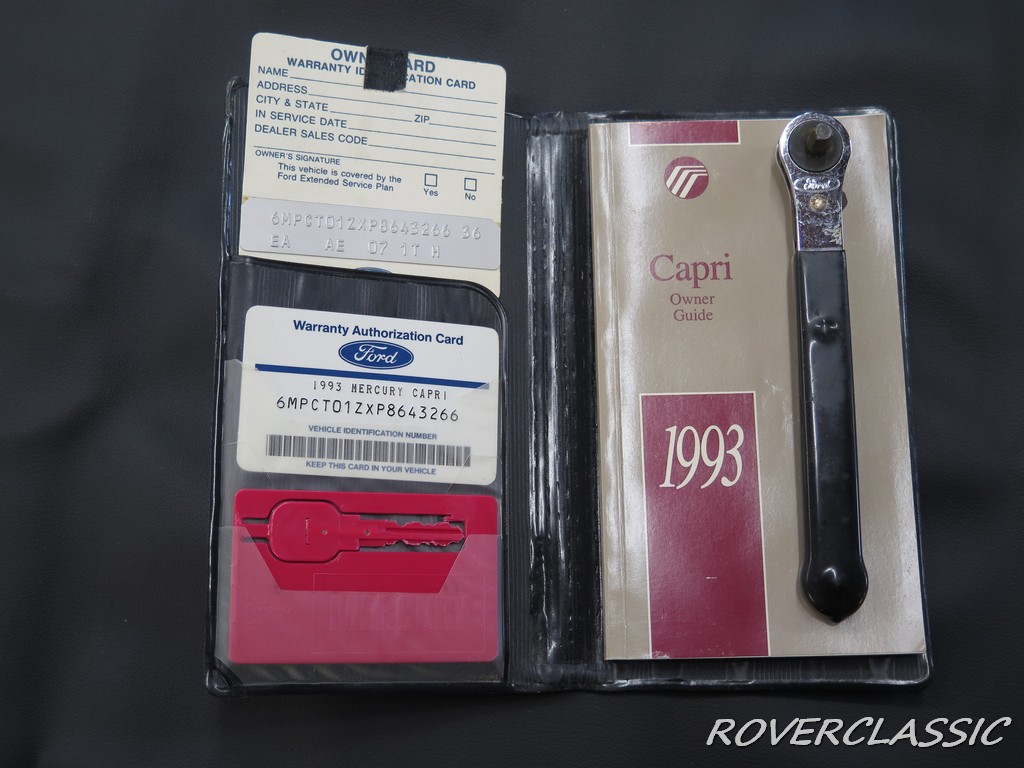 OWN ARD
WARRANTY ID ICATION CARD
NAME
ADDRESS
CITY & STATE ZIP
IN SERVICE DATE
DEALER SALES CODE
OWNER'S SIGNATURE
This vehicle is covered by the
Ford Extended Service Plan
Yes No
6MPCT01ZXP8643266 36
EA AE 07 1T H
Warranty Authorization Card
Ford
1993 MERCURY CAPRI
6MPCT01ZXP8643266
VEHICLE IDENTIFICATION NUMBER
KEEP THIS CARD IN YOUR VEHICLE
Capri
Owner
Guide
1993
Ford
ROVERCLASSIC